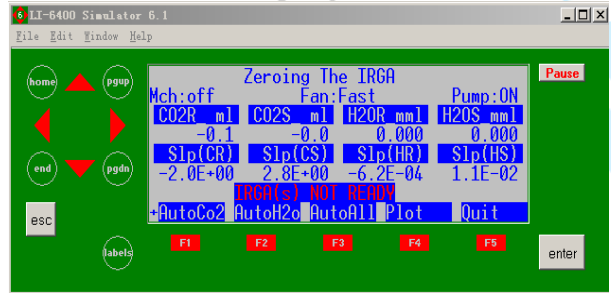 6 LI-6400 Simulator 6.1
File Edit Window Help
home pgup
Zeroing The IRGA
Pause
Mch:off Fan:Fast Pump:ON
CO2R_ml CO2S_ml H2OR_mml H2OS_mml
-0.1 -0.0 0.000 0.000
Slp(CR) Slp(CS) Slp(HR) Slp(HS)
end pgdn
-2.0E+00 2.8E+00 -6.2E-04 1.1E-02
IRGA(s) NOT READY
esc
+AutoCo2 AutoH2o AutoAll Plot Quit
labels
F1 F2 F3 F4 F5
enter